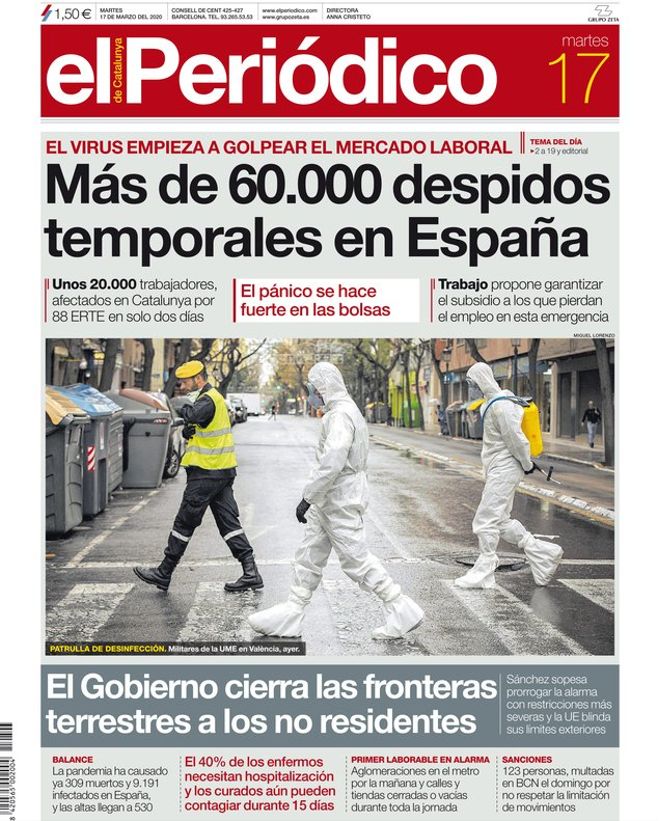 1,50 €
MARTES
17 DE MARZO DEL 2020
CONSELL DE CENT 425-427
BARCELONA. TEL. 93.265.53.53
www.elperiodico.com
www.grupozeta.es
DIRECTORA
ANNA CRISTETO
GRUPO ZETA
el Periódico
de Catalunya
martes
17
EL VIRUS EMPIEZA A GOLPEAR EL MERCADO LABORAL
TEMA DEL DÍA
2 a 19 y editorial
Más de 60.000 despidos
temporales en España
Unos 20.000 trabajadores,
afectados en Catalunya por
88 ERTE en solo dos días
El pánico se hace
fuerte en las bolsas
Trabajo propone garantizar
el subsidio a los que pierdan
el empleo en esta emergencia
MIGUEL LORENZO
PATRULLA DE DESINFECCIÓN. Militares de la UME en València, ayer.
El Gobierno cierra las fronteras
terrestres a los no residentes
Sánchez sopesa
prorrogar la alarma
con restricciones más
severas y la UE blinda
sus límites exteriores
BALANCE
La pandemia ha causado
ya 309 muertos y 9.191
infectados en España,
y las altas llegan a 530
El 40% de los enfermos
necesitan hospitalización
y los curados aún pueden
contagiar durante 15 días
PRIMER LABORABLE EN ALARMA
Aglomeraciones en el metro
por la mañana y calles y
tiendas cerradas o vacías
durante toda la jornada
SANCIONES
123 personas, multadas
en BCN el domingo por
no respetar la limitación
de movimientos